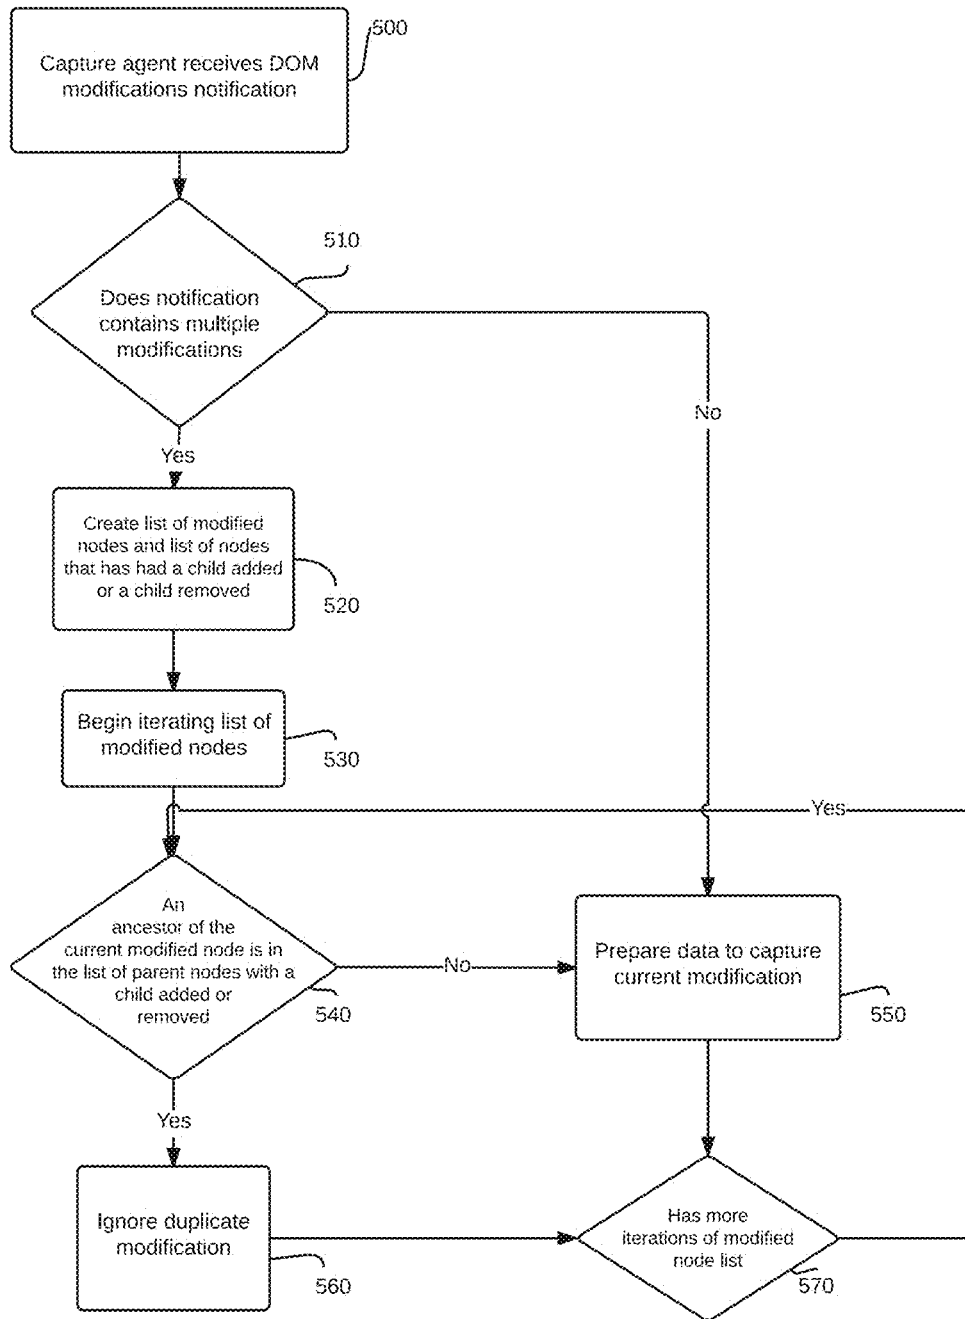 500
Capture agent receives DOM
modifications notification
510
Does notification
contains multiple
modifications
No
Yes
Create list of modified
nodes and list of nodes
that has had a child added
or a child removed
520
Begin iterating list of
modified nodes
530
Yes
An
ancestor of the
current modified node is in
the list of parent nodes with a
child added or
removed
540
No
Prepare data to capture
current modification
550
Yes
Ignore duplicate
modification
560
Has more
iterations of modified
node list
570